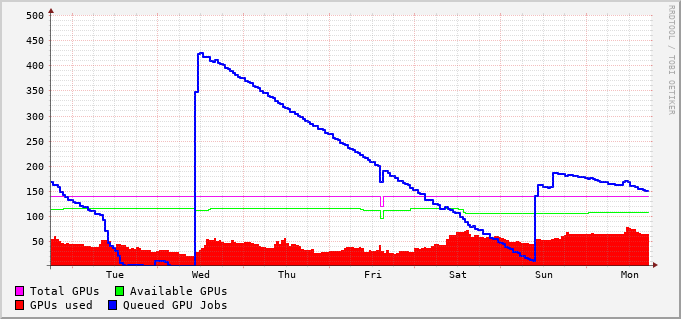 500
450
400
350
300
250
200
150
100
50
Tue Wed Thu Fri Sat Sun Mon
Total GPUs Available GPUs
GPUs used Queued GPU Jobs
RRDTOOL / TOBI OETIKER